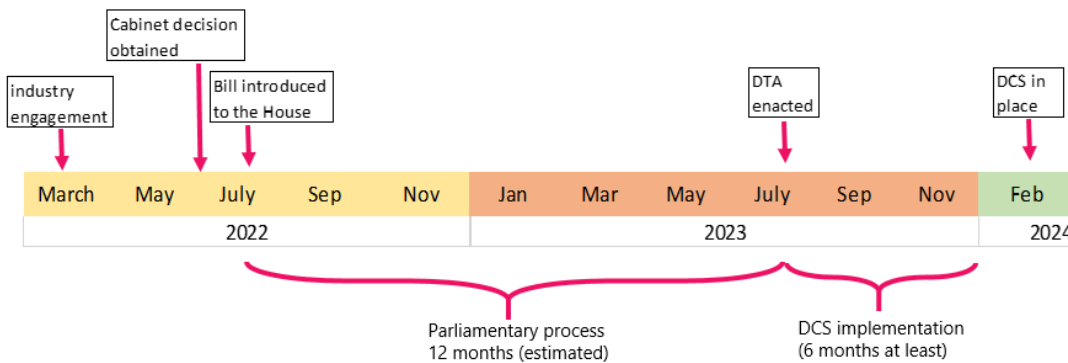 Cabinet decision
obtained
industry
engagement
Bill introduced
to the House
DTA
enacted
DCS in
place
March May July Sep Nov Jan Mar May July Sep Nov Feb
2022 2023 2024
Parliamentary process
12 months (estimated)
DCS implementation
(6 months at least)